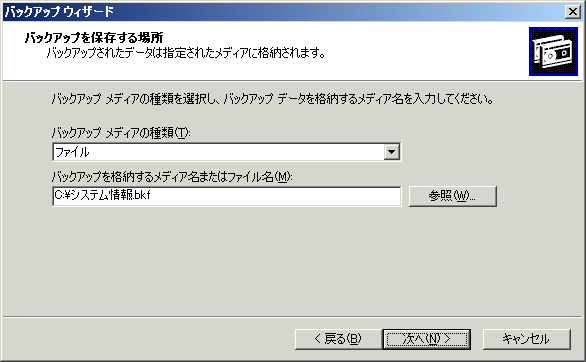 バックアップ ウィザード
バックアップを保存する場所
バックアップされたデータは指定されたメディアに格納されます。
バックアップ メディアの種類を選択し、バックアップ データを格納するメディア名を入力してください。
バックアップ メディアの種類(T):
ファイル
バックアップを格納するメディア名またはファイル名(M):
C:¥システム情報.bkf
参照(W)...
< 戻る(B)
次へ(N) >
キャンセル